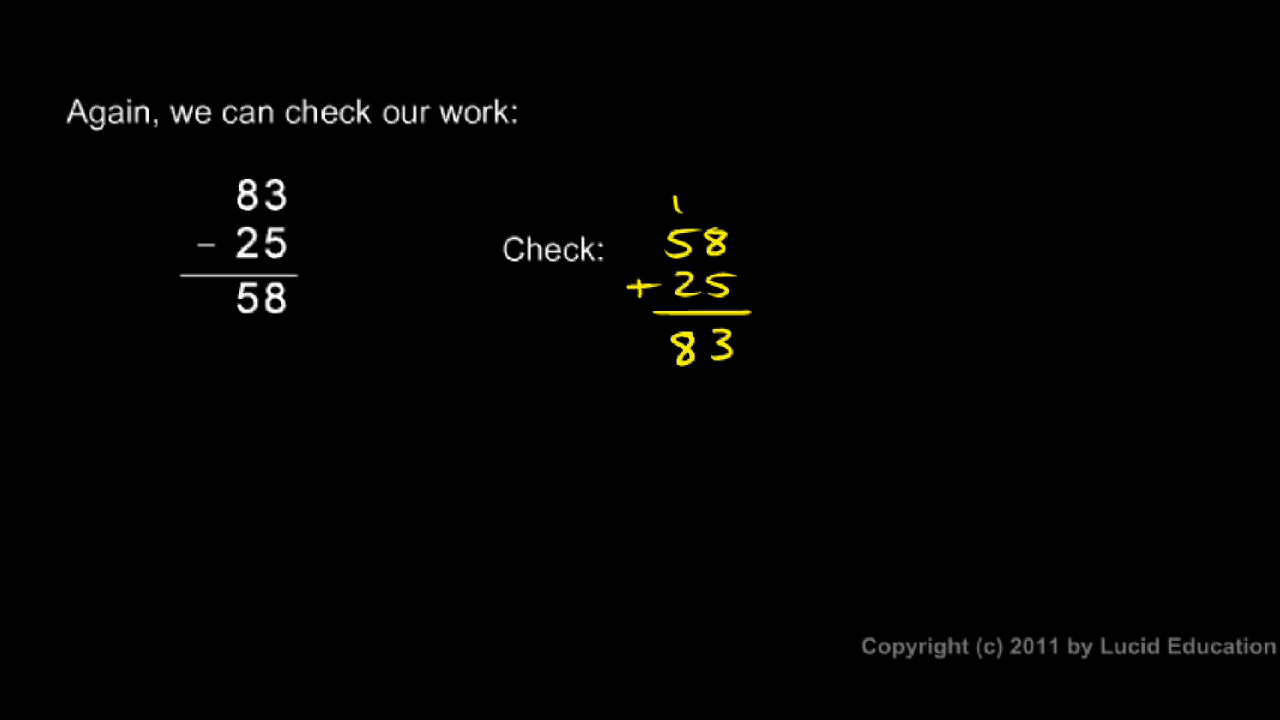 Again, we can check our work:
83
– 25
58
Check:
1
58
+ 25
83
Copyright (c) 2011 by Lucid Education